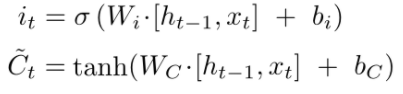 i_t = σ (W_i·[h_{t−1}, x_t] + b_i)
C̃_t = tanh(W_C·[h_{t−1}, x_t] + b_C)